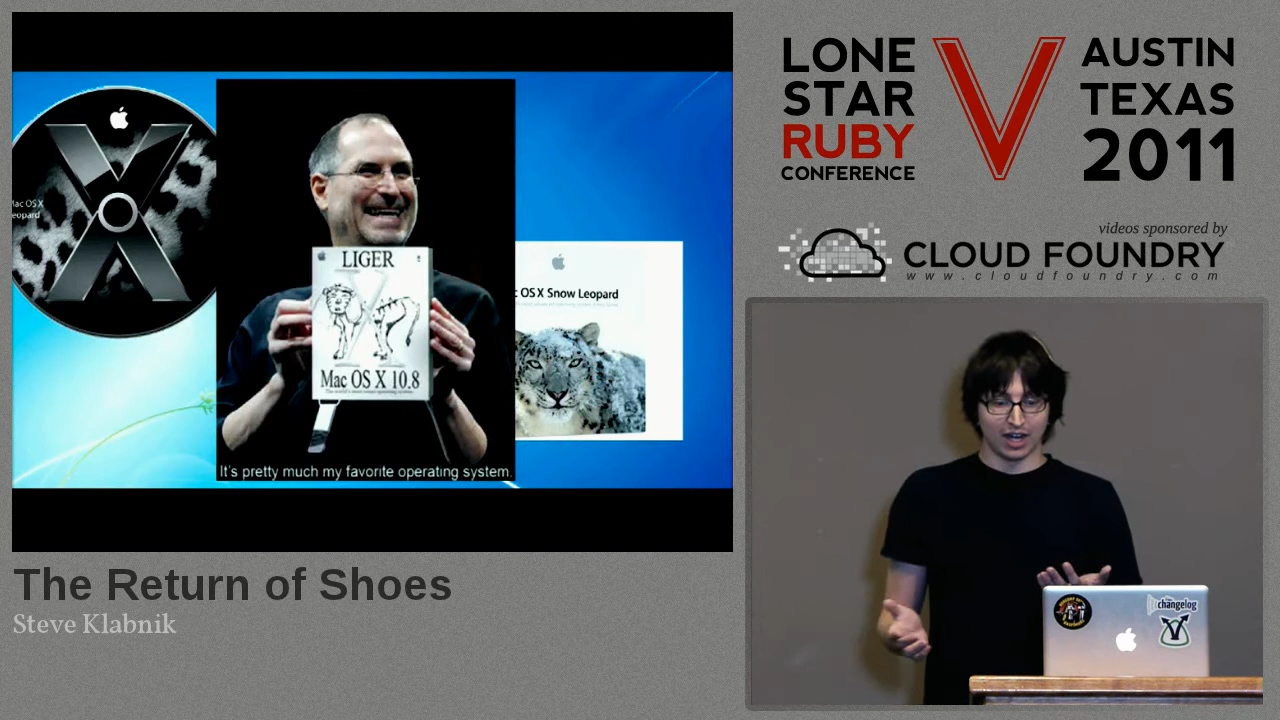 Mac OS X
Leopard
LIGER
Mac OS X 10.8
OS X Snow Leopard
It's pretty much my favorite operating system.
The Return of Shoes
Steve Klabnik
LONE
STAR
RUBY
CONFERENCE
V
AUSTIN
TEXAS
2011
videos sponsored by
CLOUD FOUNDRY
www.cloudfoundry.com
changelog